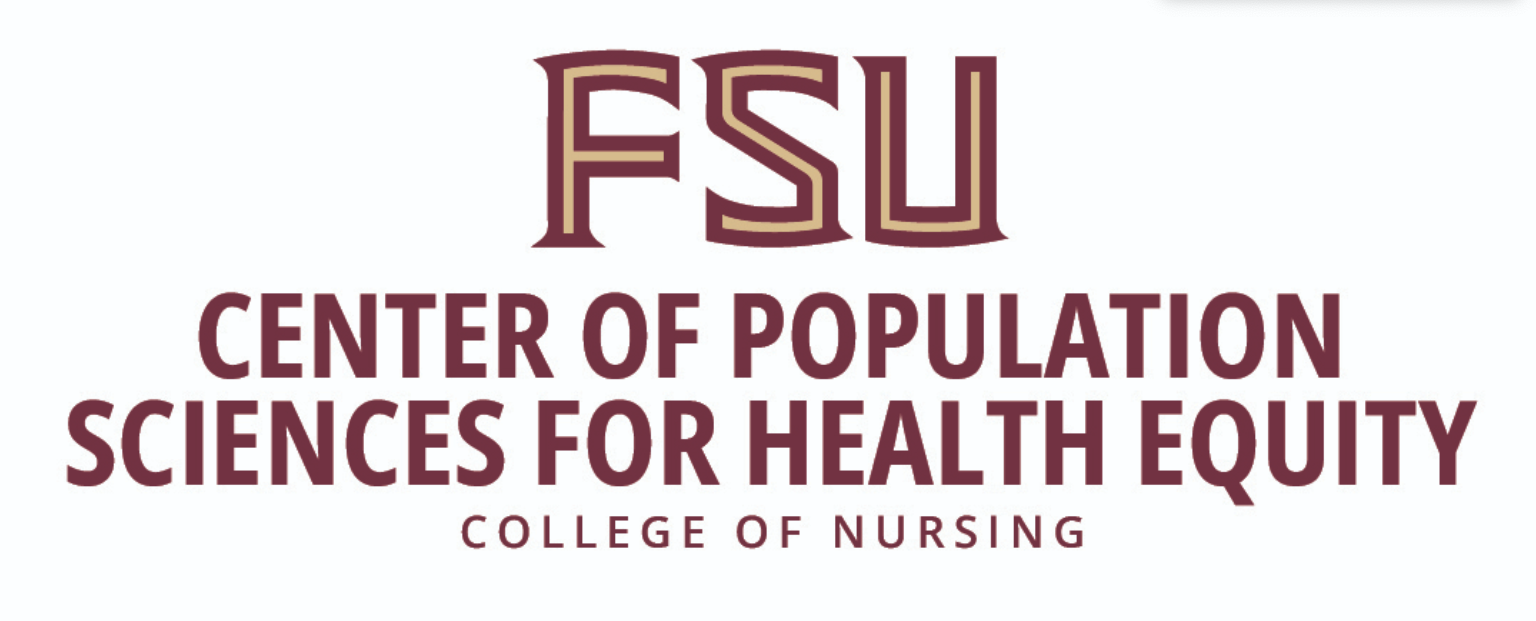 FSU
CENTER OF POPULATION
SCIENCES FOR HEALTH EQUITY
COLLEGE OF NURSING